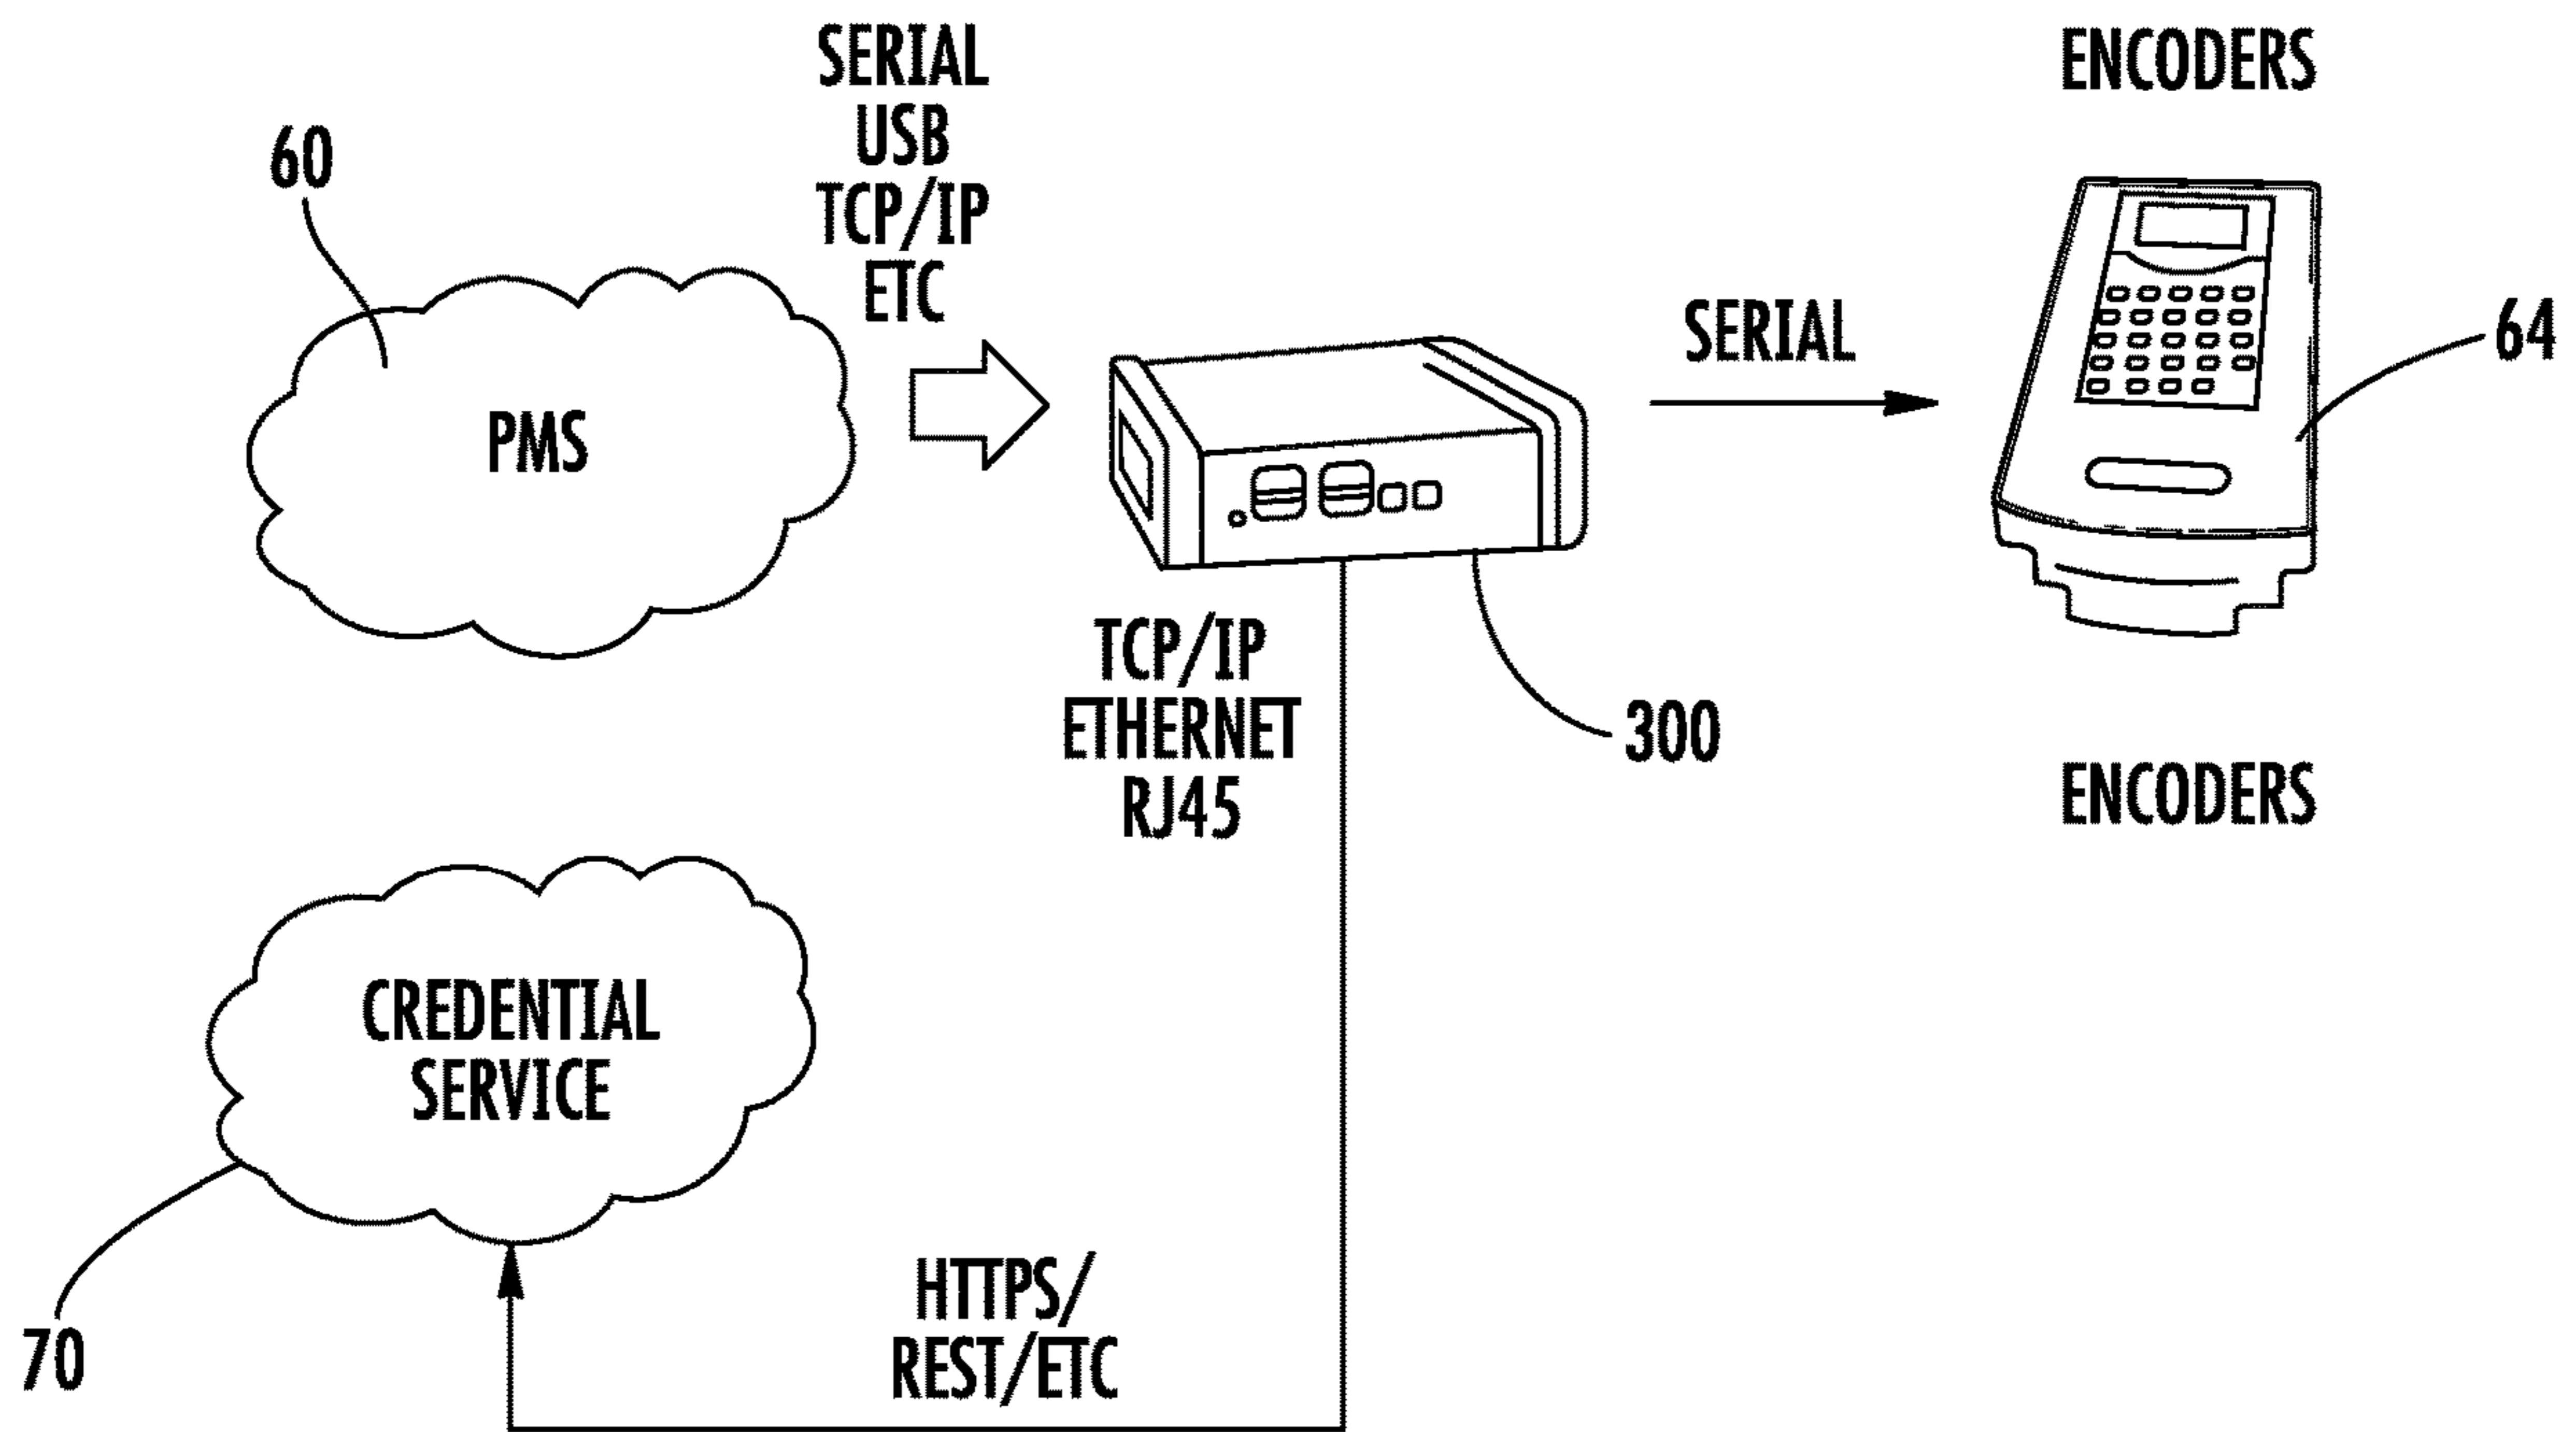 SERIAL
USB
TCP/IP
ETC
ENCODERS
60
PMS
SERIAL
64
TCP/IP
ETHERNET
RJ45
300
ENCODERS
CREDENTIAL
SERVICE
70
HTTPS/
REST/ETC